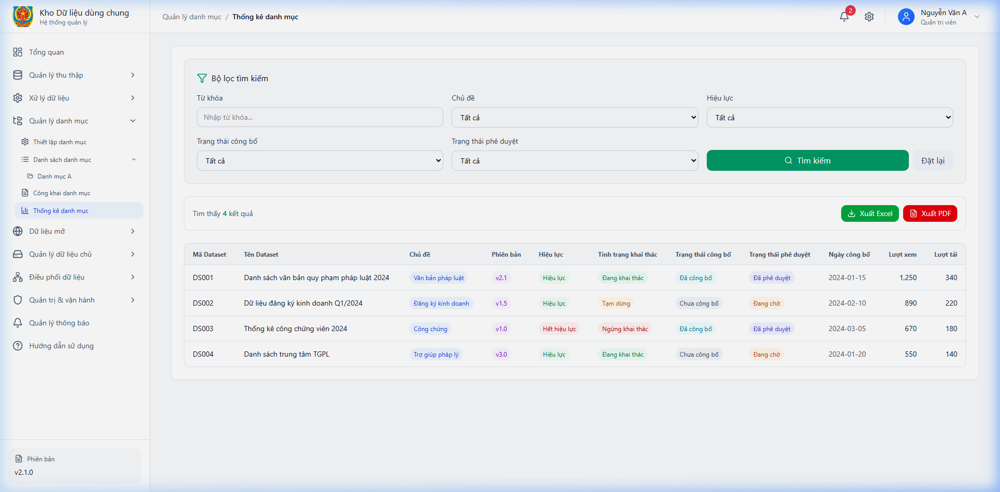 Kho Dữ liệu dùng chung
Hệ thống quản lý
Quản lý danh mục / Thống kê danh mục
2
Nguyễn Văn A
Quản trị viên
Tổng quan
Quản lý thu thập
Xử lý dữ liệu
Quản lý danh mục
Thiết lập danh mục
Danh sách danh mục
Danh mục A
Công khai danh mục
Thống kê danh mục
Dữ liệu mở
Quản lý dữ liệu chủ
Điều phối dữ liệu
Quản trị & vận hành
Quản lý thông báo
Hướng dẫn sử dụng
Phiên bản
v2.1.0
Bộ lọc tìm kiếm
Từ khóa Chủ đề Hiệu lực
Nhập từ khóa... Tất cả Tất cả
Trạng thái công bố Trạng thái phê duyệt
Tất cả Tất cả Tìm kiếm Đặt lại
Tìm thấy 4 kết quả Xuất Excel Xuất PDF
Mã Dataset Tên Dataset Chủ đề Phiên bản Hiệu lực Tình trạng khai thác Trạng thái công bố Trạng thái phê duyệt Ngày công bố Lượt xem Lượt tải
DS001 Danh sách văn bản quy phạm pháp luật 2024 Văn bản pháp luật v2.1 Hiệu lực Đang khai thác Đã công bố Đã phê duyệt 2024-01-15 1,250 340
DS002 Dữ liệu đăng ký kinh doanh Q1/2024 Đăng ký kinh doanh v1.5 Hiệu lực Tạm dừng Chưa công bố Đang chờ 2024-02-10 890 220
DS003 Thống kê công chứng viên 2024 Công chứng v1.0 Hết hiệu lực Ngừng khai thác Đã công bố Đã phê duyệt 2024-03-05 670 180
DS004 Danh sách trung tâm TGPL Trợ giúp pháp lý v3.0 Hiệu lực Đang khai thác Chưa công bố Đang chờ 2024-01-20 550 140